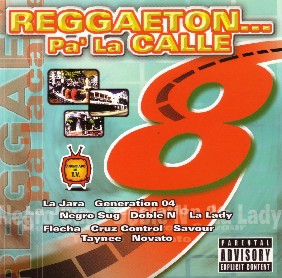 REGGAETON...
Pa' La CALLE
8
La Jara Generation 04
Negro Sug Doble N La Lady
Flecha Cruz Control Savour
Taynee Novato
PARENTAL
ADVISORY
EXPLICIT CONTENT